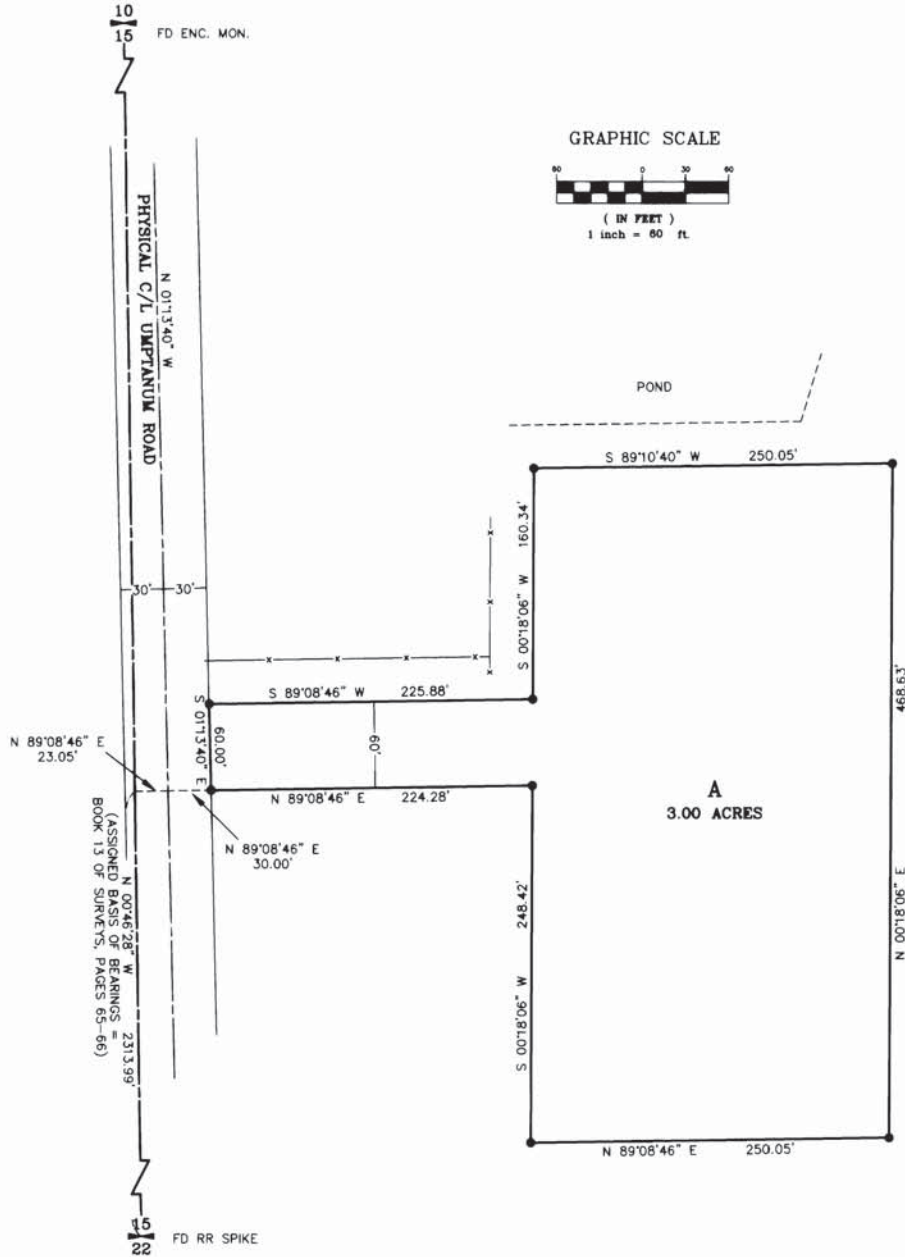 10
15
FD ENC. MON.
GRAPHIC SCALE
60 0 30 60
( IN FEET )
1 inch = 60 ft.
PHYSICAL C/L UMPTANUM ROAD
N 01°13'40" W
POND
S 89°10'40" W 250.05'
S 00°18'06" W 160.34'
30' 30'
468.63'
N 00°18'06" E
S 89°08'46" W 225.88'
S 01°13'40" E
60.00'
60'
N 89°08'46" E
23.05'
N 89°08'46" E 224.28'
A
3.00 ACRES
N 89°08'46" E
30.00'
S 00°18'06" W 248.42'
N 00°46'28" W 2313.99'
(ASSIGNED BASIS OF BEARINGS =
BOOK 13 OF SURVEYS, PAGES 65-66)
N 89°08'46" E 250.05'
15
22
FD RR SPIKE